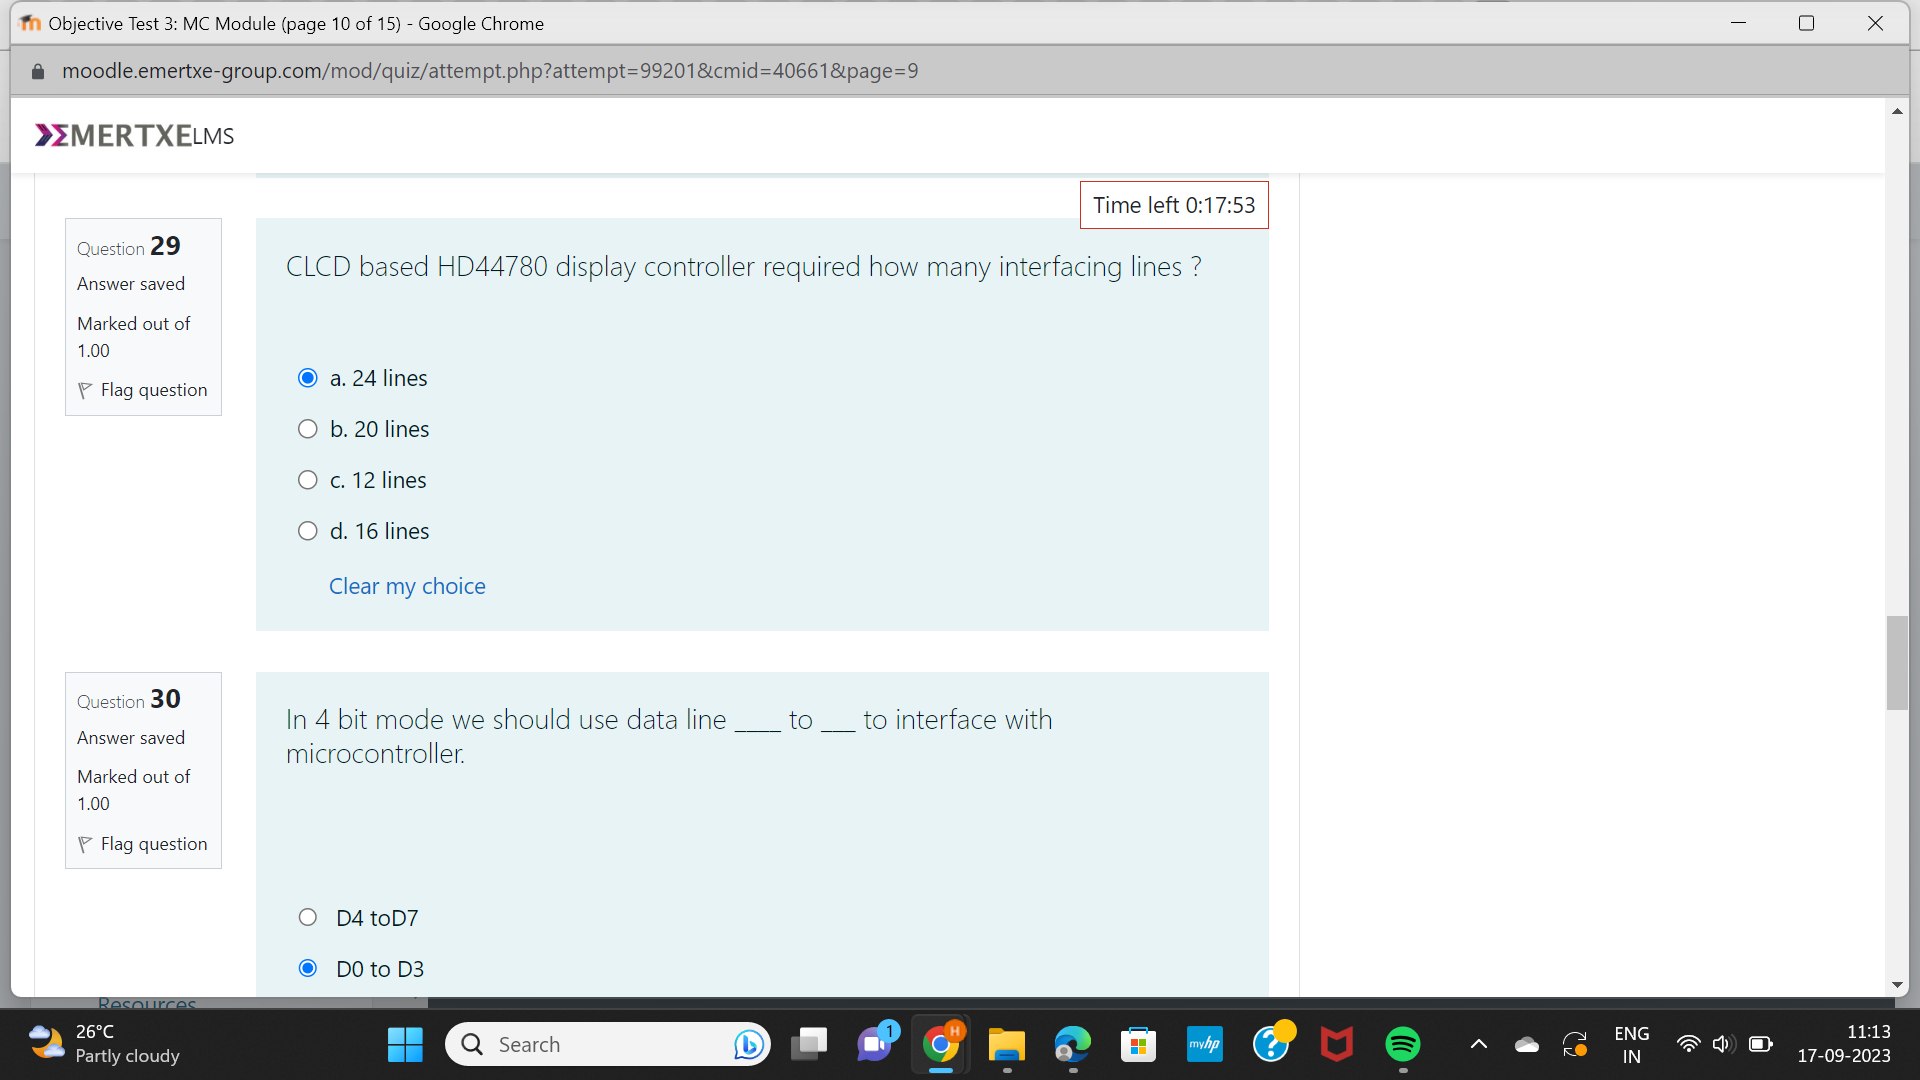 Objective Test 3: MC Module (page 10 of 15) - Google Chrome
moodle.emertxe-group.com/mod/quiz/attempt.php?attempt=99201&cmid=40661&page=9
EMERTXE LMS
Time left 0:17:53
Question 29
Answer saved
Marked out of
1.00
Flag question
CLCD based HD44780 display controller required how many interfacing lines ?
a. 24 lines
b. 20 lines
c. 12 lines
d. 16 lines
Clear my choice
Question 30
Answer saved
Marked out of
1.00
Flag question
In 4 bit mode we should use data line ____ to ___ to interface with
microcontroller.
D4 toD7
D0 to D3
Resources
26°C
Partly cloudy
Search
1
H
myhp
ENG
IN
11:13
17-09-2023